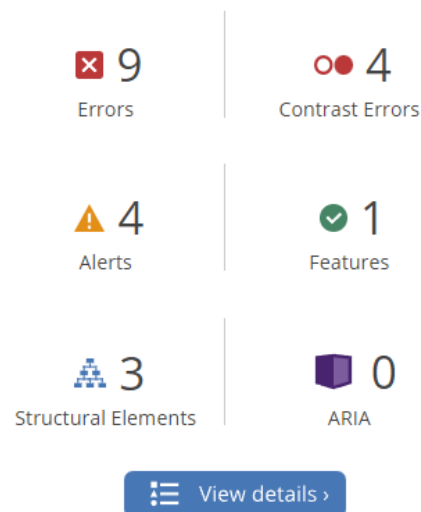 9 4
Errors Contrast Errors
4 1
Alerts Features
3 0
Structural Elements ARIA
View details ›